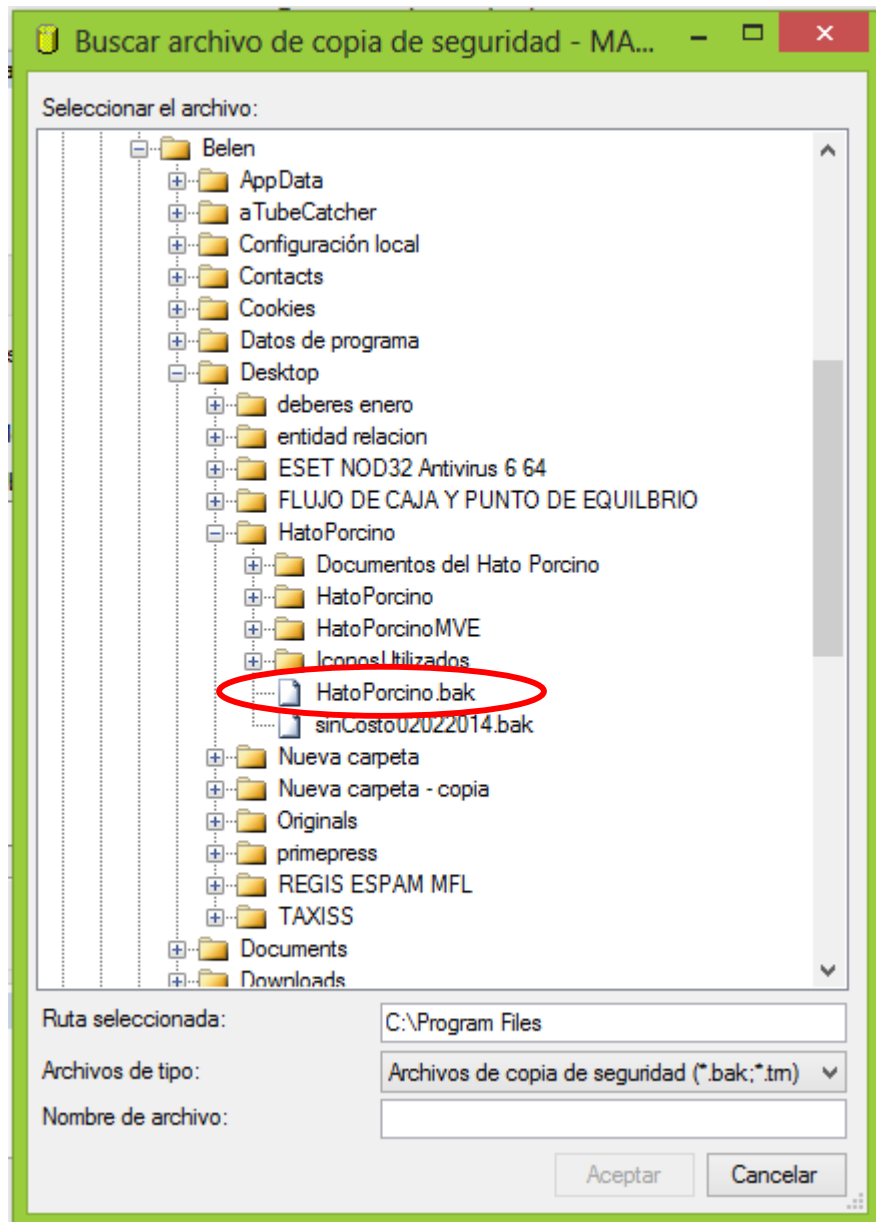 Buscar archivo de copia de seguridad - MA...
Seleccionar el archivo:
Belen
AppData
aTubeCatcher
Configuración local
Contacts
Cookies
Datos de programa
Desktop
deberes enero
entidad relacion
ESET NOD32 Antivirus 6 64
FLUJO DE CAJA Y PUNTO DE EQUILBRIO
HatoPorcino
Documentos del Hato Porcino
HatoPorcino
HatoPorcinoMVE
IconosUtilizados
HatoPorcino.bak
sinCosto02022014.bak
Nueva carpeta
Nueva carpeta - copia
Originals
primepress
REGIS ESPAM MFL
TAXISS
Documents
Downloads
Ruta seleccionada: C:\Program Files
Archivos de tipo: Archivos de copia de seguridad (*.bak;*.trn)
Nombre de archivo:
Aceptar Cancelar